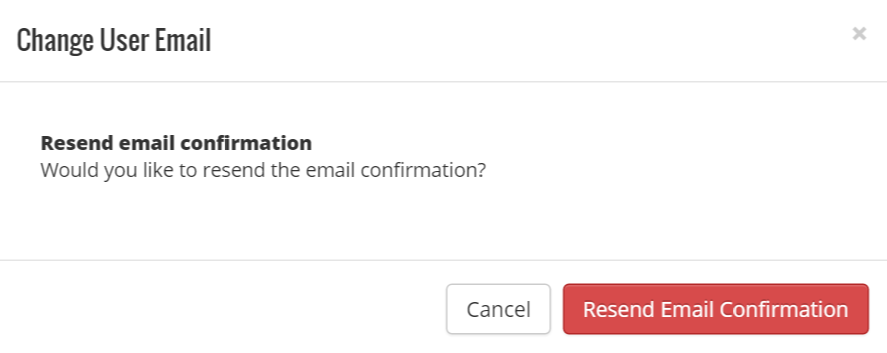 Change User Email
×
Resend email confirmation
Would you like to resend the email confirmation?
Cancel
Resend Email Confirmation